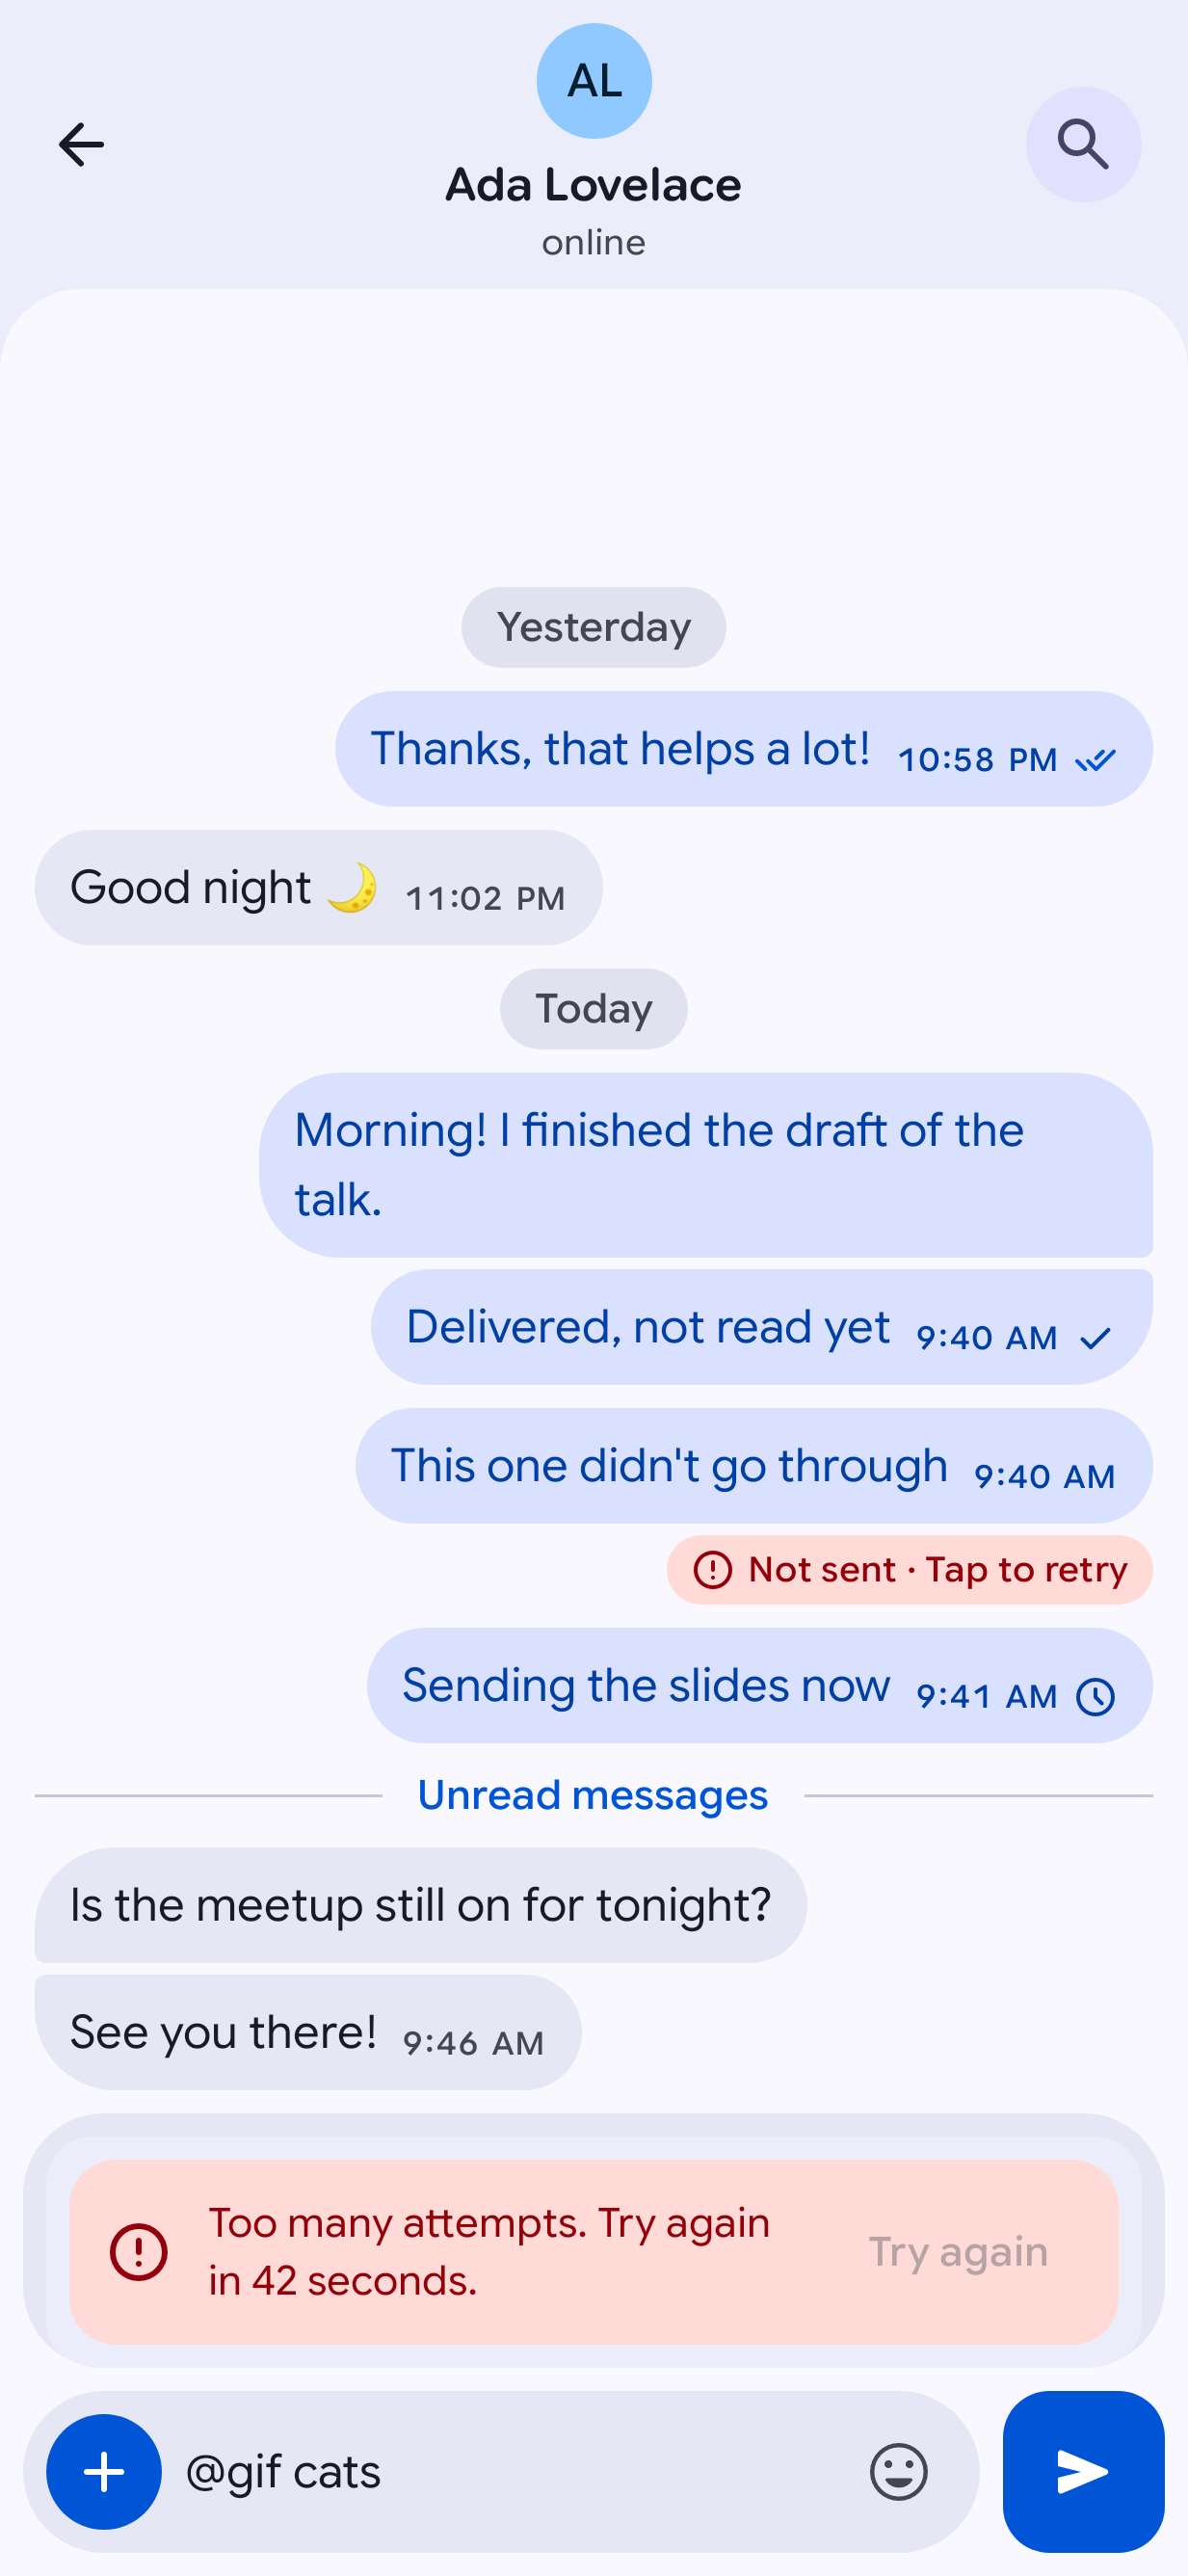 AL
Ada Lovelace
online
Yesterday
Thanks, that helps a lot! 10:58 PM
Good night 🌙 11:02 PM
Today
Morning! I finished the draft of the
talk.
Delivered, not read yet 9:40 AM
This one didn't go through 9:40 AM
Not sent · Tap to retry
Sending the slides now 9:41 AM
Unread messages
Is the meetup still on for tonight?
See you there! 9:46 AM
Too many attempts. Try again
in 42 seconds.
Try again
@gif cats